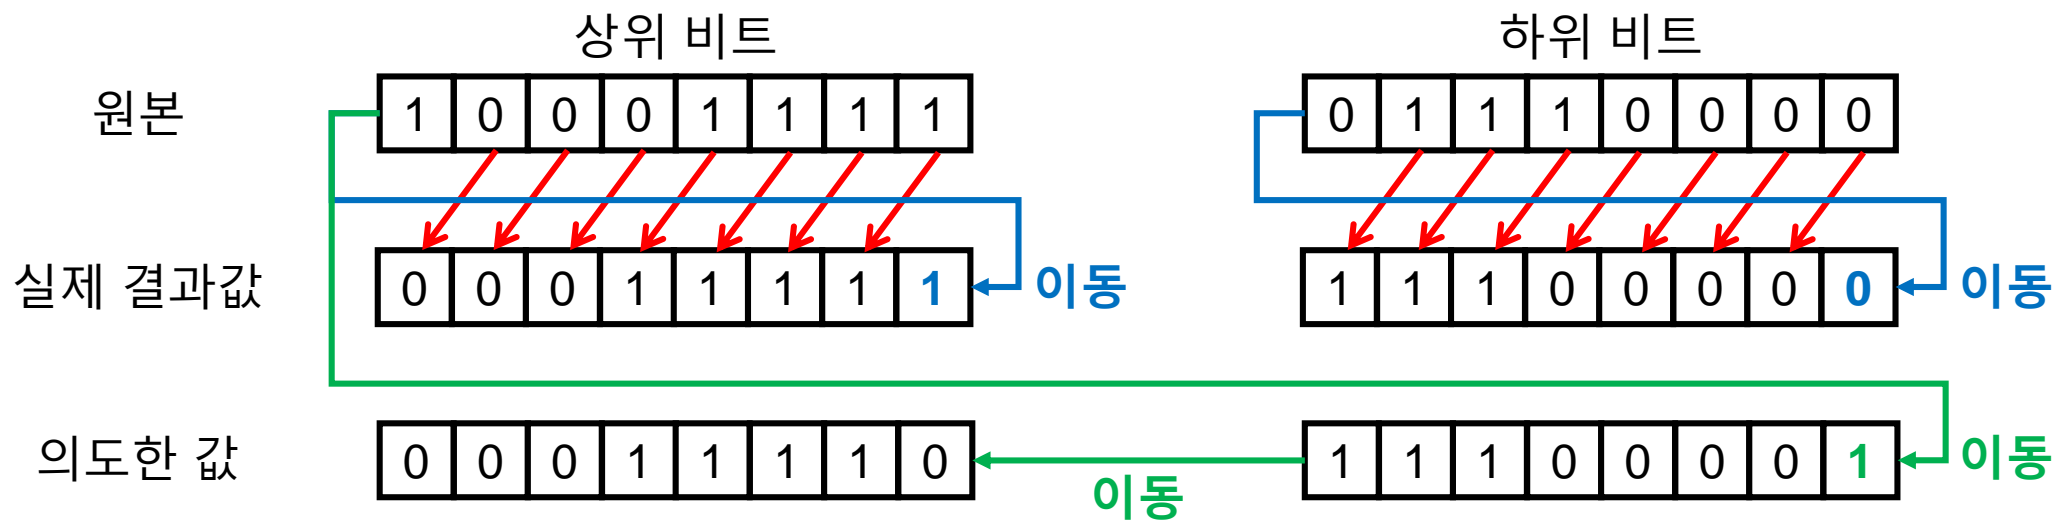 상위 비트 하위 비트
원본 1 0 0 0 1 1 1 1 0 1 1 1 0 0 0 0
실제 결과값 0 0 0 1 1 1 1 1 이동 1 1 1 0 0 0 0 0 이동
의도한 값 0 0 0 1 1 1 1 0 이동 1 1 1 0 0 0 0 1 이동